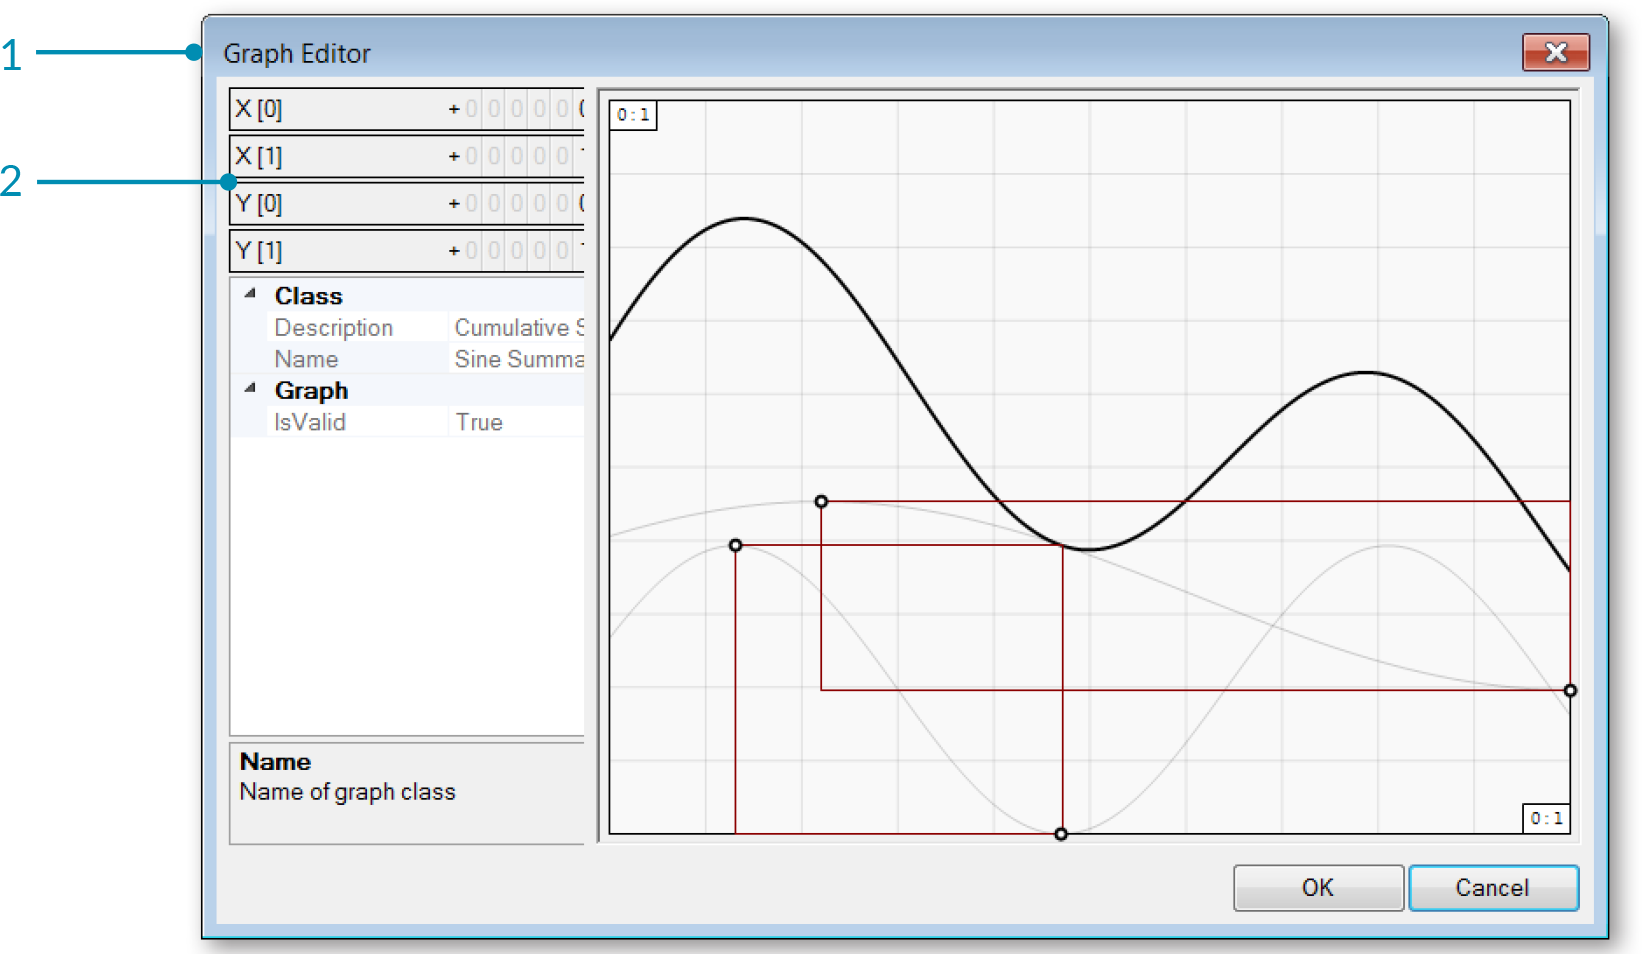 1
Graph Editor
X [0] + 0 0 0 0 0
X [1] + 0 0 0 0 0
2
Y [0] + 0 0 0 0 0
Y [1] + 0 0 0 0 0
Class
Description Cumulative
Name Sine
Graph
IsValid True
Name
Name of graph class
0:1
0:1
OK Cancel